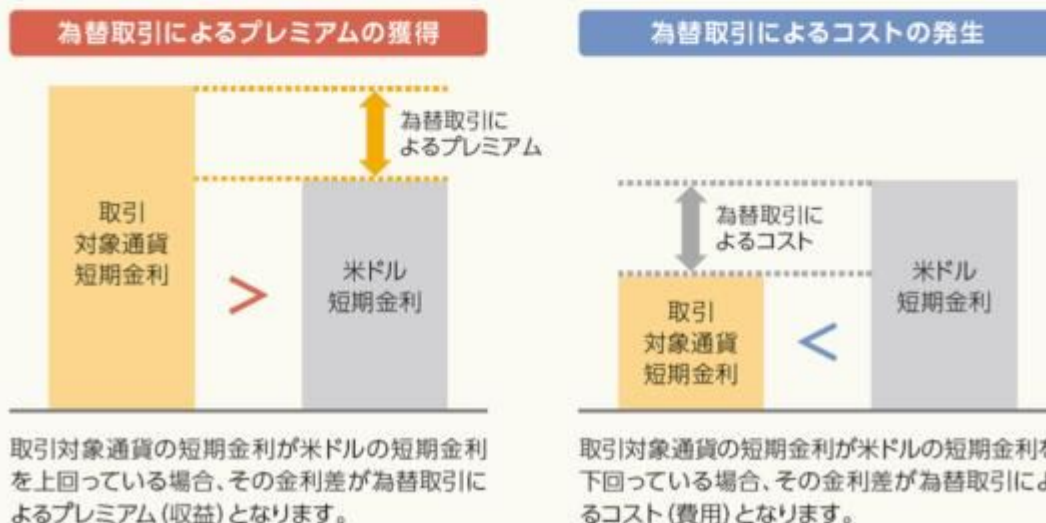 為替取引によるプレミアムの獲得
為替取引に
よるプレミアム
取引
対象通貨
短期金利
>
米ドル
短期金利
取引対象通貨の短期金利が米ドルの短期金利
を上回っている場合、その金利差が為替取引に
よるプレミアム(収益)となります。
為替取引によるコストの発生
為替取引に
よるコスト
取引
対象通貨
短期金利
<
米ドル
短期金利
取引対象通貨の短期金利が米ドルの短期金利を
下回っている場合、その金利差が為替取引によ
るコスト(費用)となります。